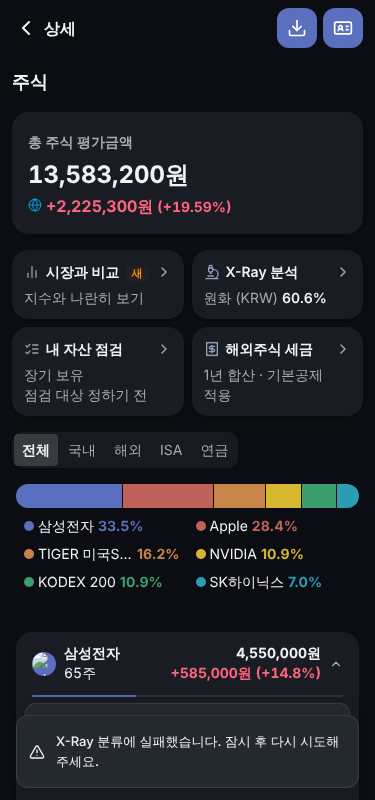 상세
주식
총 주식 평가금액
13,583,200원
+2,225,300원 (+19.59%)
시장과 비교 새
지수와 나란히 보기
X-Ray 분석
원화 (KRW) 60.6%
내 자산 점검
장기 보유
점검 대상 정하기 전
해외주식 세금
1년 합산 · 기본공제
적용
전체 국내 해외 ISA 연금
삼성전자 33.5%
Apple 28.4%
TIGER 미국S... 16.2%
NVIDIA 10.9%
KODEX 200 10.9%
SK하이닉스 7.0%
삼성전자
65주
4,550,000원
+585,000원 (+14.8%)
X-Ray 분류에 실패했습니다. 잠시 후 다시 시도해
주세요.